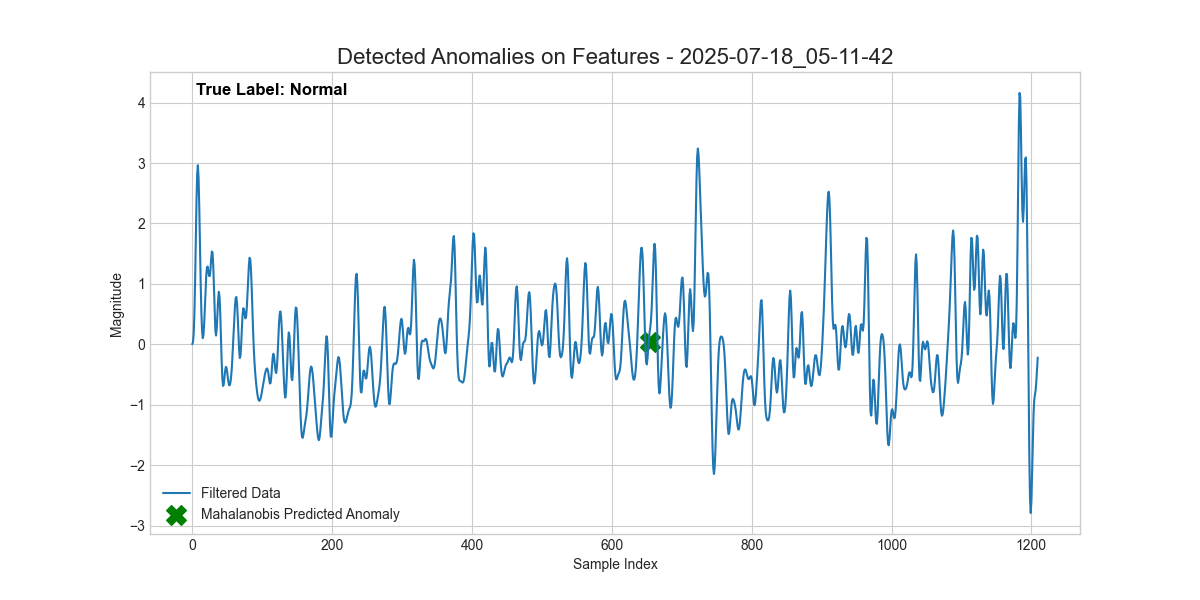 Detected Anomalies on Features - 2025-07-18_05-11-42
True Label: Normal
4
3
2
1
0
−1
−2
−3
Magnitude
Filtered Data
Mahalanobis Predicted Anomaly
0 200 400 600 800 1000 1200
Sample Index